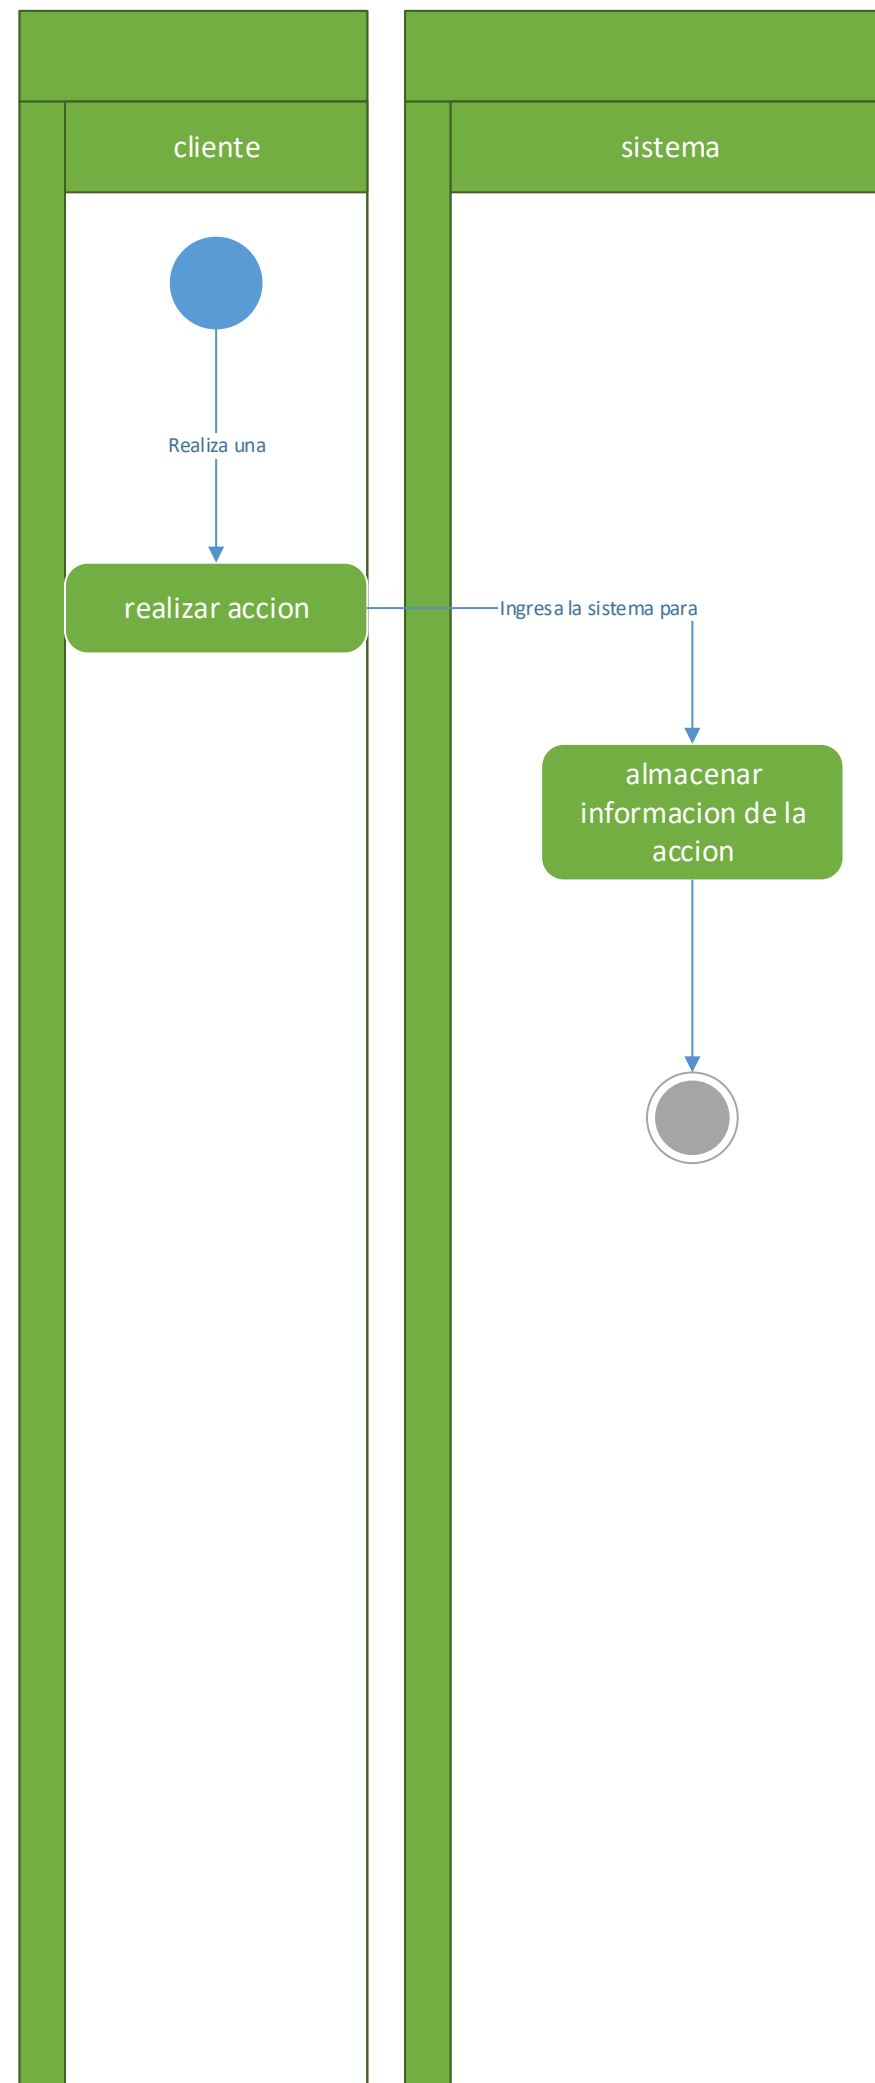 cliente
sistema
Realiza una
realizar accion
Ingresa la sistema para
almacenar
informacion de la
accion